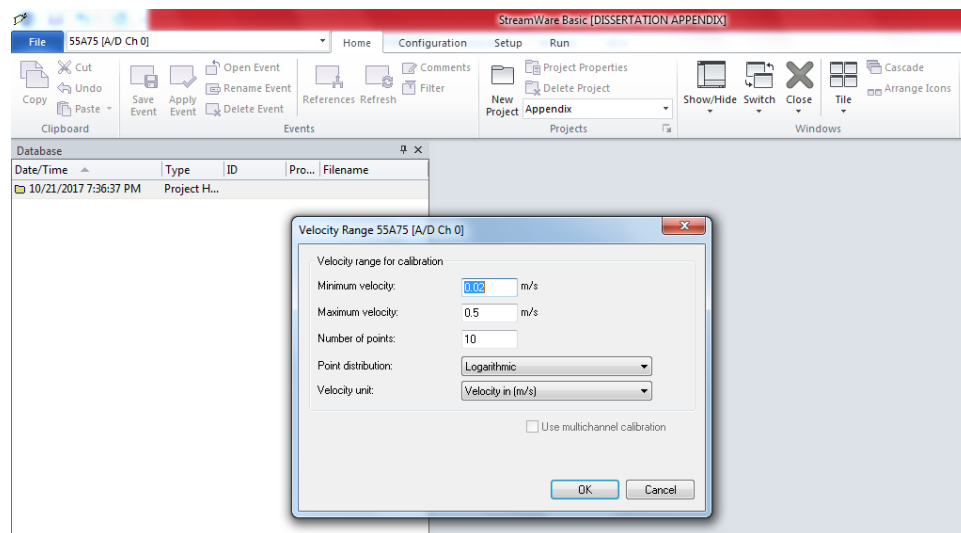 StreamWare Basic [DISSERTATION APPENDIX]
File 55A75 [A/D Ch 0] Home Configuration Setup Run
Copy Cut Undo Paste Save Event Apply Event Open Event Rename Event Delete Event References Refresh Comments Filter New Project Project Properties Delete Project Appendix Show/Hide Switch Close Tile Cascade Arrange Icons
Clipboard Events Projects Windows
Database
Date/Time Type ID Pro... Filename
10/21/2017 7:36:37 PM Project H...
Velocity Range 55A75 [A/D Ch 0]
Velocity range for calibration
Minimum velocity: 0.02 m/s
Maximum velocity: 0.5 m/s
Number of points: 10
Point distribution: Logarithmic
Velocity unit: Velocity in (m/s)
Use multichannel calibration
OK Cancel